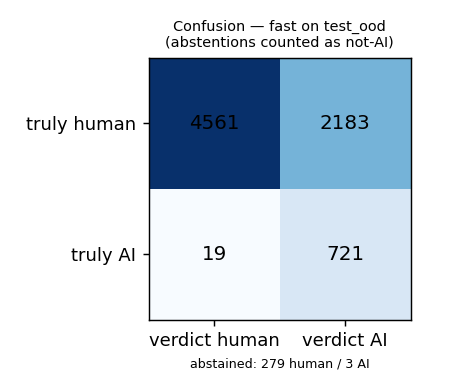 Confusion — fast on test_ood
(abstentions counted as not-AI)
truly human 4561 2183
truly AI 19 721
verdict human verdict AI
abstained: 279 human / 3 AI